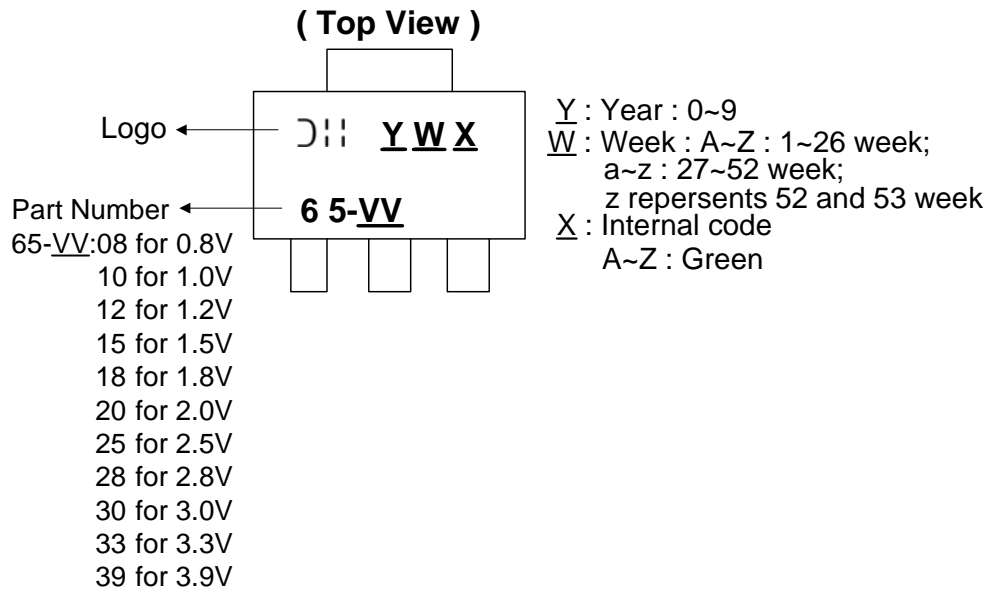 ( Top View )
Logo
Y W X
Part Number
6 5-VV
65-VV:08 for 0.8V
10 for 1.0V
12 for 1.2V
15 for 1.5V
18 for 1.8V
20 for 2.0V
25 for 2.5V
28 for 2.8V
30 for 3.0V
33 for 3.3V
39 for 3.9V
Y : Year : 0~9
W : Week : A~Z : 1~26 week;
a~z : 27~52 week;
z repersents 52 and 53 week
X : Internal code
A~Z : Green